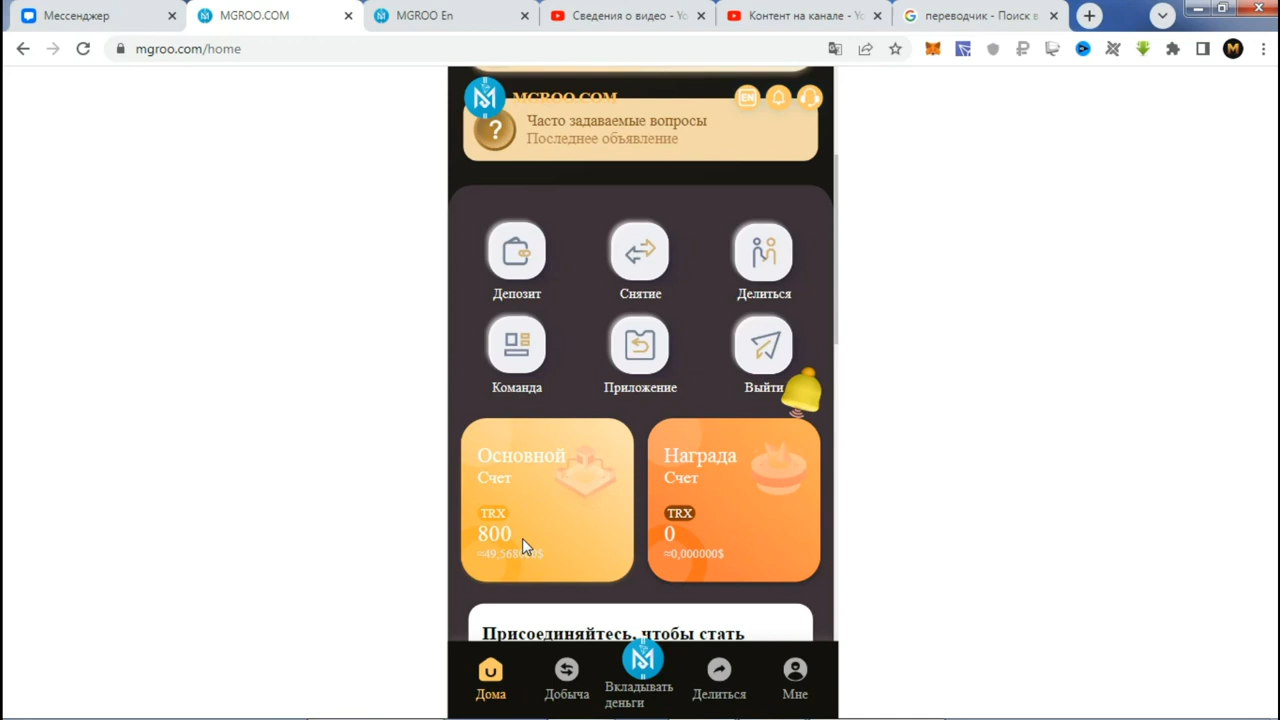 Мессенджер
MGROO.COM
MGROO En
Сведения о видео - Yo
Контент на канале - Yo
переводчик - Поиск в
mgroo.com/home
MGROO.COM
EN
Часто задаваемые вопросы
Последнее объявление
Депозит
Снятие
Делиться
Команда
Приложение
Выйти
Основной
Счет
TRX
800
Награда
Счет
TRX
0
≈0,000000$
Присоединяйтесь, чтобы стать
Дома
Добыча
Вкладывать
деньги
Делиться
Мне